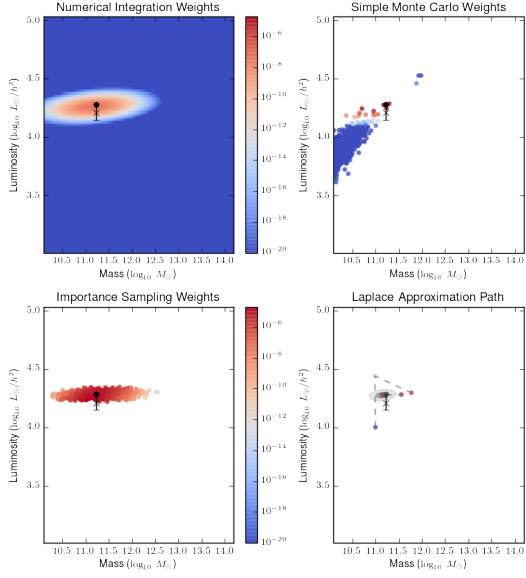 Numerical Integration Weights
Simple Monte Carlo Weights
5.0
4.5
4.0
3.5
Luminosity (log₁₀ L⊙/h²)
10.5 11.0 11.5 12.0 12.5 13.0 13.5 14.0
Mass (log₁₀ M⊙)
10⁻⁶
10⁻⁸
10⁻¹⁰
10⁻¹²
10⁻¹⁴
10⁻¹⁶
10⁻¹⁸
10⁻²⁰
5.0
4.5
4.0
3.5
Luminosity (log₁₀ L⊙/h²)
10.5 11.0 11.5 12.0 12.5 13.0 13.5 14.0
Mass (log₁₀ M⊙)
Importance Sampling Weights
Laplace Approximation Path
5.0
4.5
4.0
3.5
Luminosity (log₁₀ L⊙/h²)
10.5 11.0 11.5 12.0 12.5 13.0 13.5 14.0
Mass (log₁₀ M⊙)
10⁻⁶
10⁻⁸
10⁻¹⁰
10⁻¹²
10⁻¹⁴
10⁻¹⁶
10⁻¹⁸
10⁻²⁰
5.0
4.5
4.0
3.5
Luminosity (log₁₀ L⊙/h²)
10.5 11.0 11.5 12.0 12.5 13.0 13.5 14.0
Mass (log₁₀ M⊙)